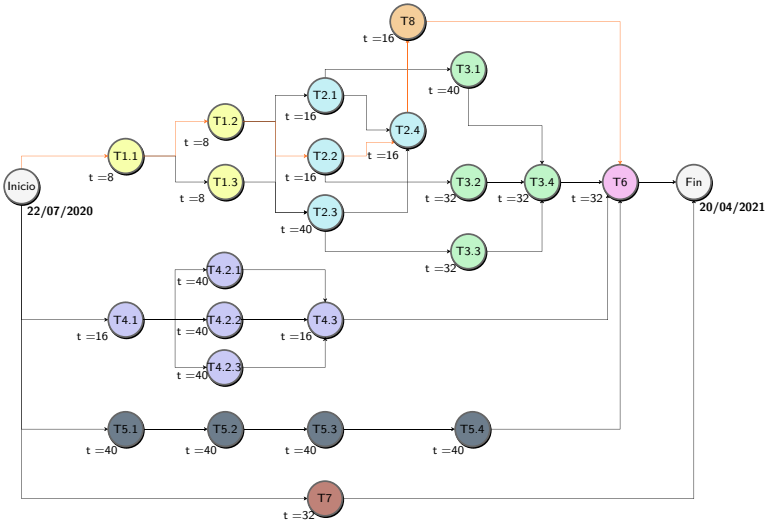 T8
t =16
T3.1
t =40
T2.1
t =16
T1.2
t =8
T2.4
t =16
T1.1
t =8
T2.2
t =16
Inicio
22/07/2020
T1.3
t =8
T3.2
t =32
T3.4
t =32
T6
t =32
Fin
20/04/2021
T2.3
t =40
T3.3
t =32
T4.2.1
t =40
T4.1
t =16
T4.2.2
t =40
T4.3
t =16
T4.2.3
t =40
T5.1
t =40
T5.2
t =40
T5.3
t =40
T5.4
t =40
T7
t =32